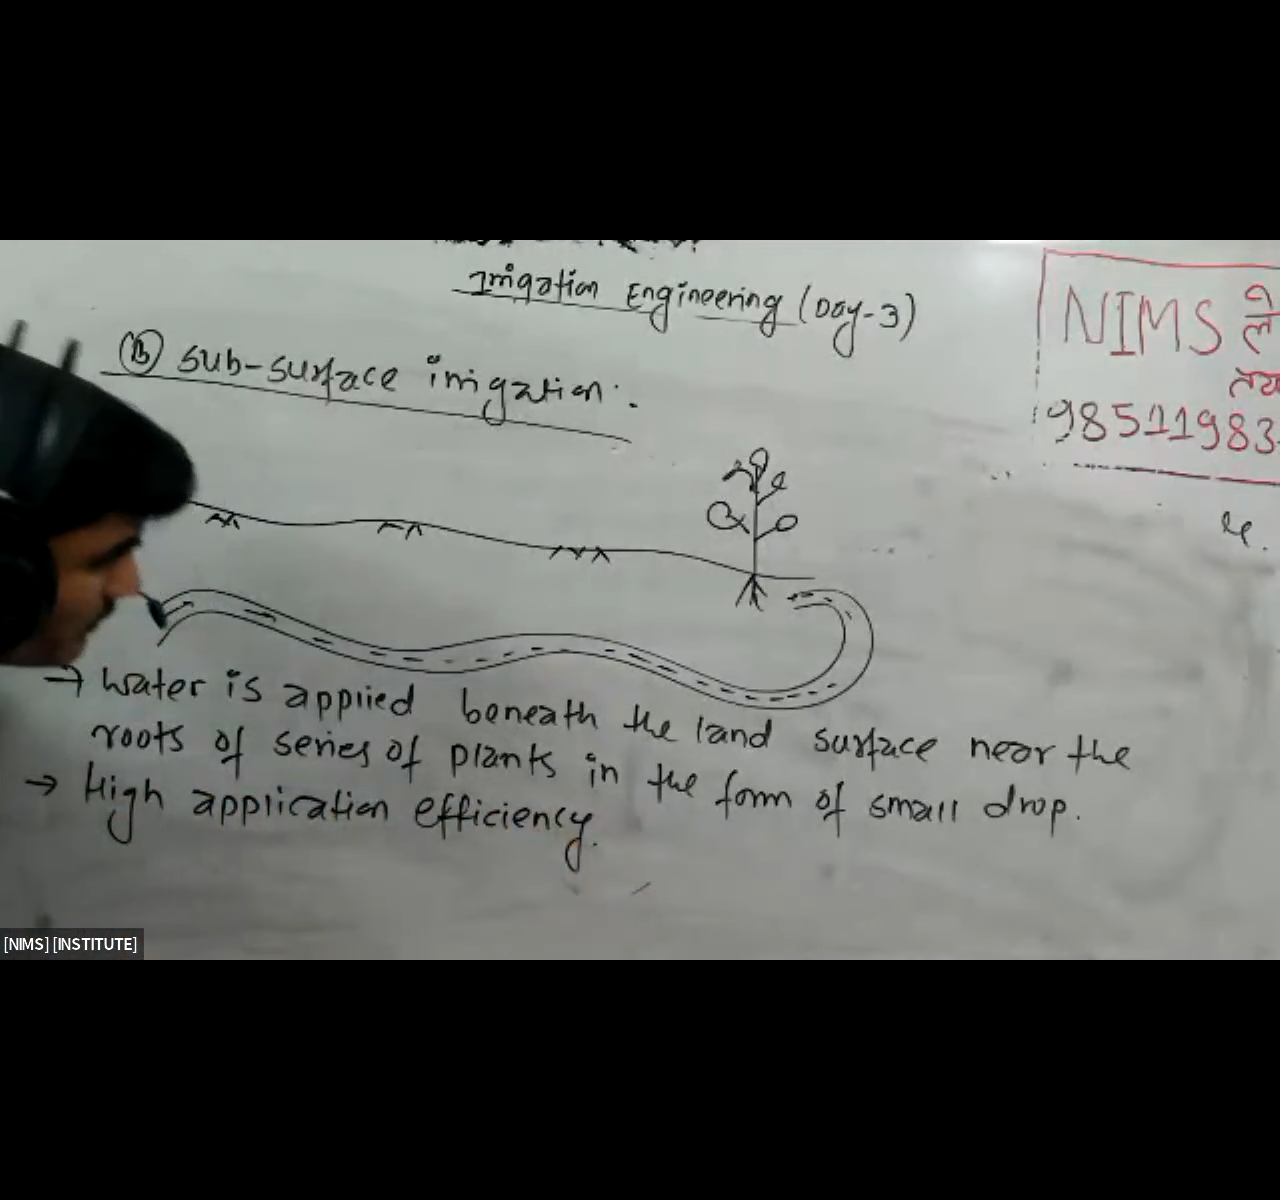 Irrigation Engineering (Day-3)
NIMS ने
ले
तय
98511983
(B) Sub-surface irrigation:
→ Water is applied beneath the land surface near the
roots of series of plants in the form of small drop.
→ High application efficiency.
[NIMS] [INSTITUTE]